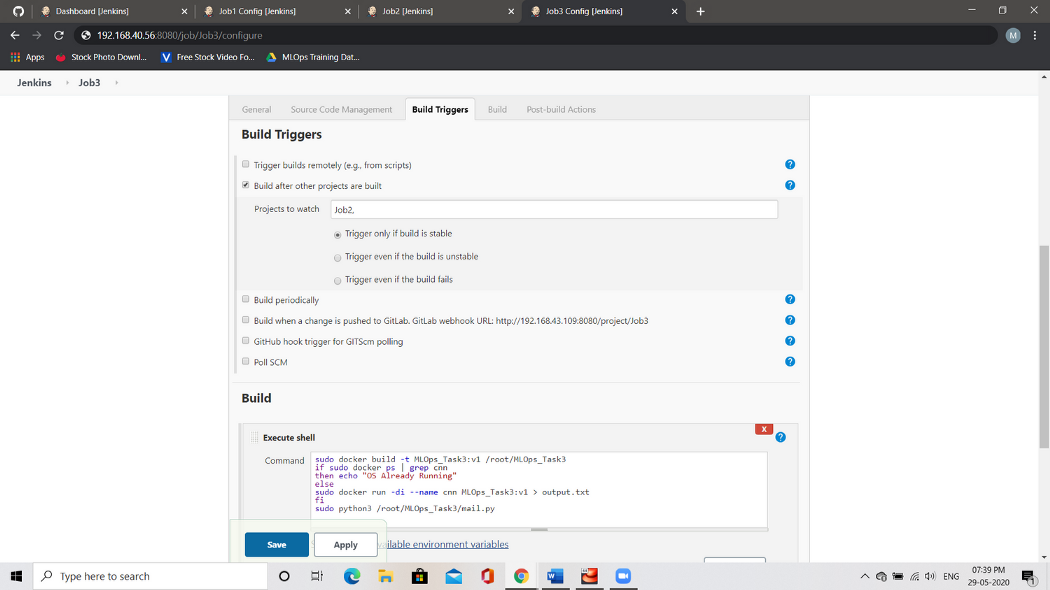 Dashboard [Jenkins]
Job1 Config [Jenkins]
Job2 [Jenkins]
Job3 Config [Jenkins]
192.168.40.56:8080/job/Job3/configure
M
Apps
Stock Photo Downl...
Free Stock Video Fo...
MLOps Training Dat...
Jenkins
Job3
General
Source Code Management
Build Triggers
Build
Post-build Actions
Build Triggers
Trigger builds remotely (e.g., from scripts)
Build after other projects are built
Projects to watch
Job2,
Trigger only if build is stable
Trigger even if the build is unstable
Trigger even if the build fails
Build periodically
Build when a change is pushed to GitLab. GitLab webhook URL: http://192.168.43.109:8080/project/Job3
GitHub hook trigger for GITScm polling
Poll SCM
Build
Execute shell
X
Command
sudo docker build -t MLOps_Task3:v1 /root/MLOps_Task3
if sudo docker ps | grep cnn
then echo "OS Already Running"
else
sudo docker run -di --name cnn MLOps_Task3:v1 > output.txt
fi
sudo python3 /root/MLOps_Task3/mail.py
Save
Apply
ailable environment variables
Type here to search
ENG
07:39 PM
29-05-2020
1